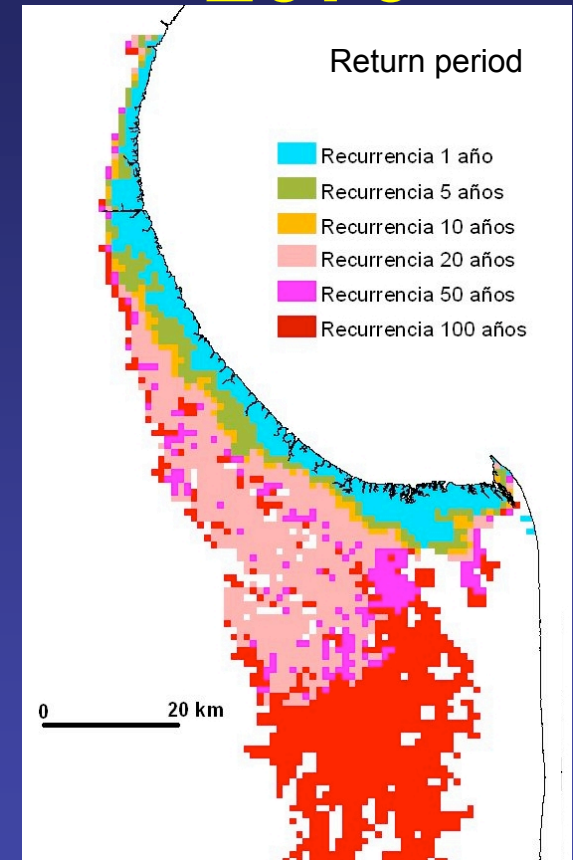 Return period
Recurrencia 1 año
Recurrencia 5 años
Recurrencia 10 años
Recurrencia 20 años
Recurrencia 50 años
Recurrencia 100 años
0 20 km